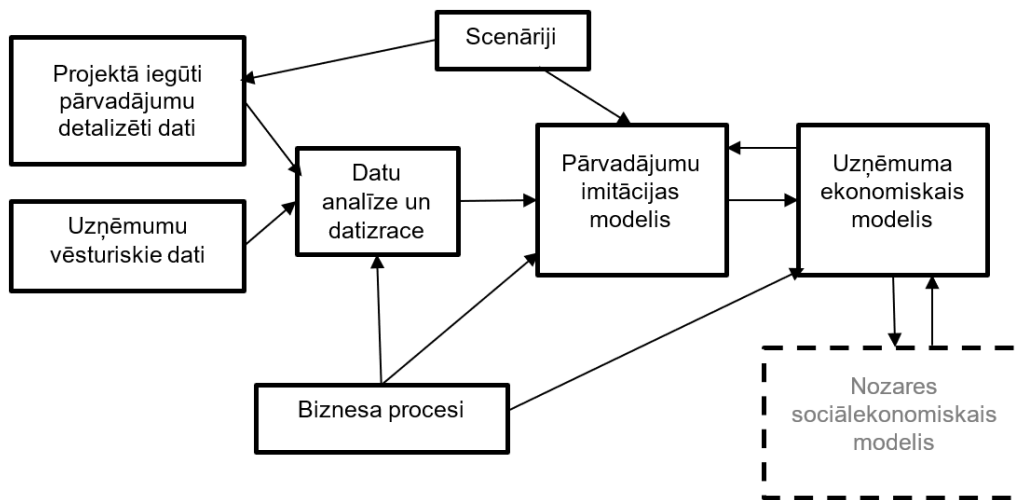 Scenāriji
Projektā iegūti
pārvadājumu
detalizēti dati
Datu
analīze un
datizrace
Pārvadājumu
imitācijas
modelis
Uzņēmuma
ekonomiskais
modelis
Uzņēmumu
vēsturiskie dati
Biznesa procesi
Nozares
sociālekonomiskais
modelis